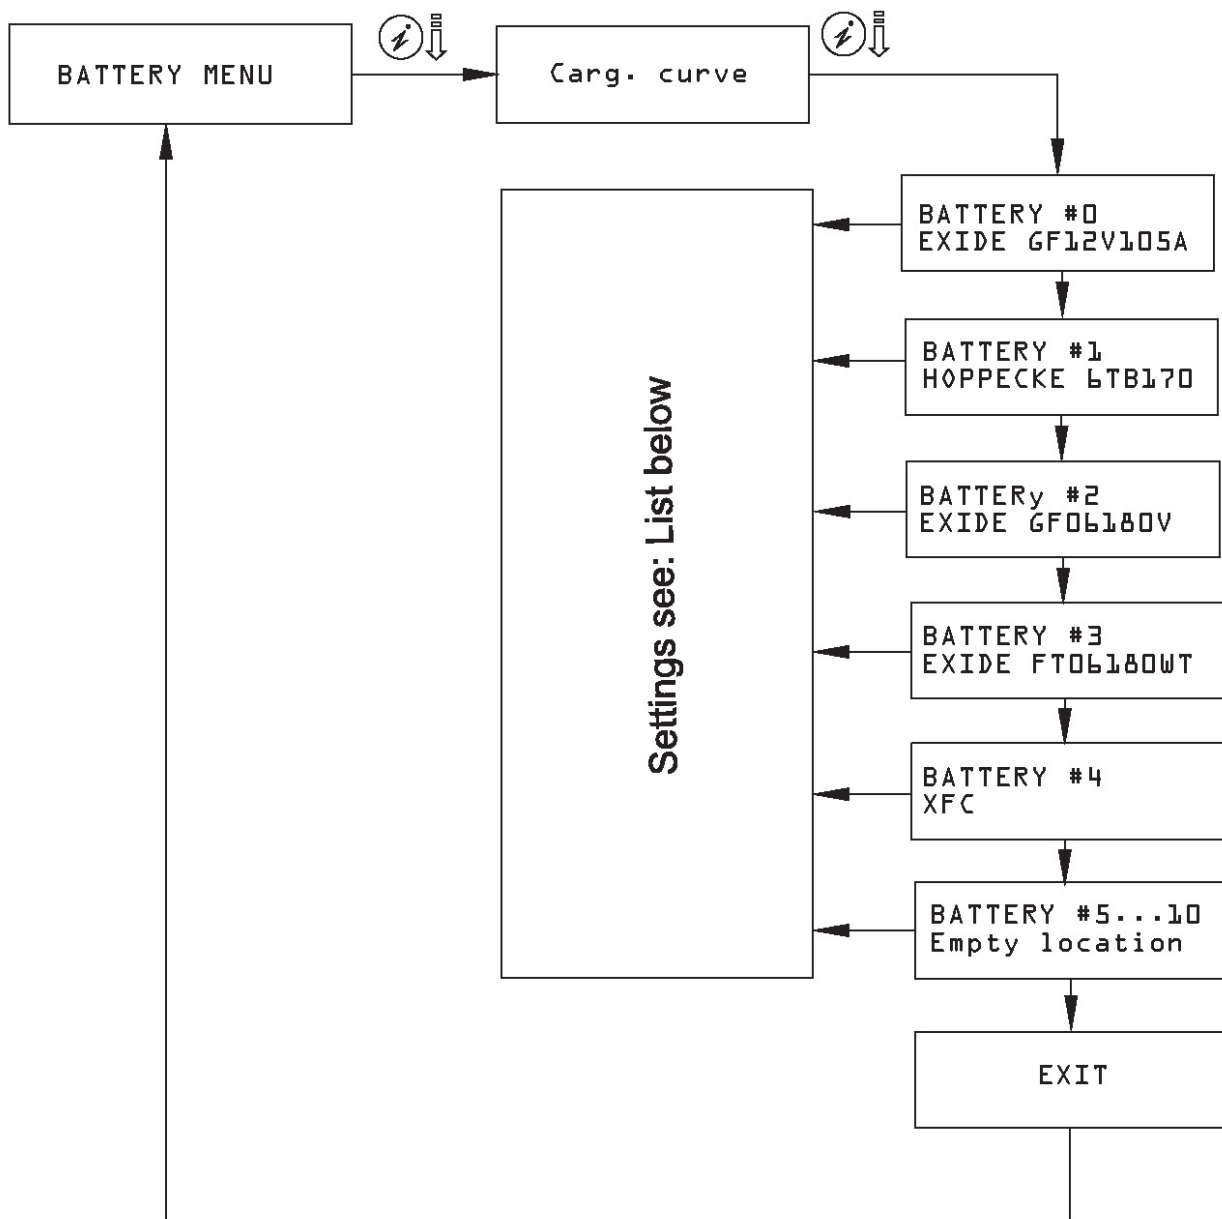 BATTERY MENU
i
Carg. curve
i
BATTERY #0
EXIDE GF12V105A
BATTERY #1
HOPPECKE 6TB170
BATTERy #2
EXIDE GF06180V
BATTERY #3
EXIDE FT06180WT
BATTERY #4
XFC
BATTERY #5...10
Empty location
EXIT
Settings see: List below